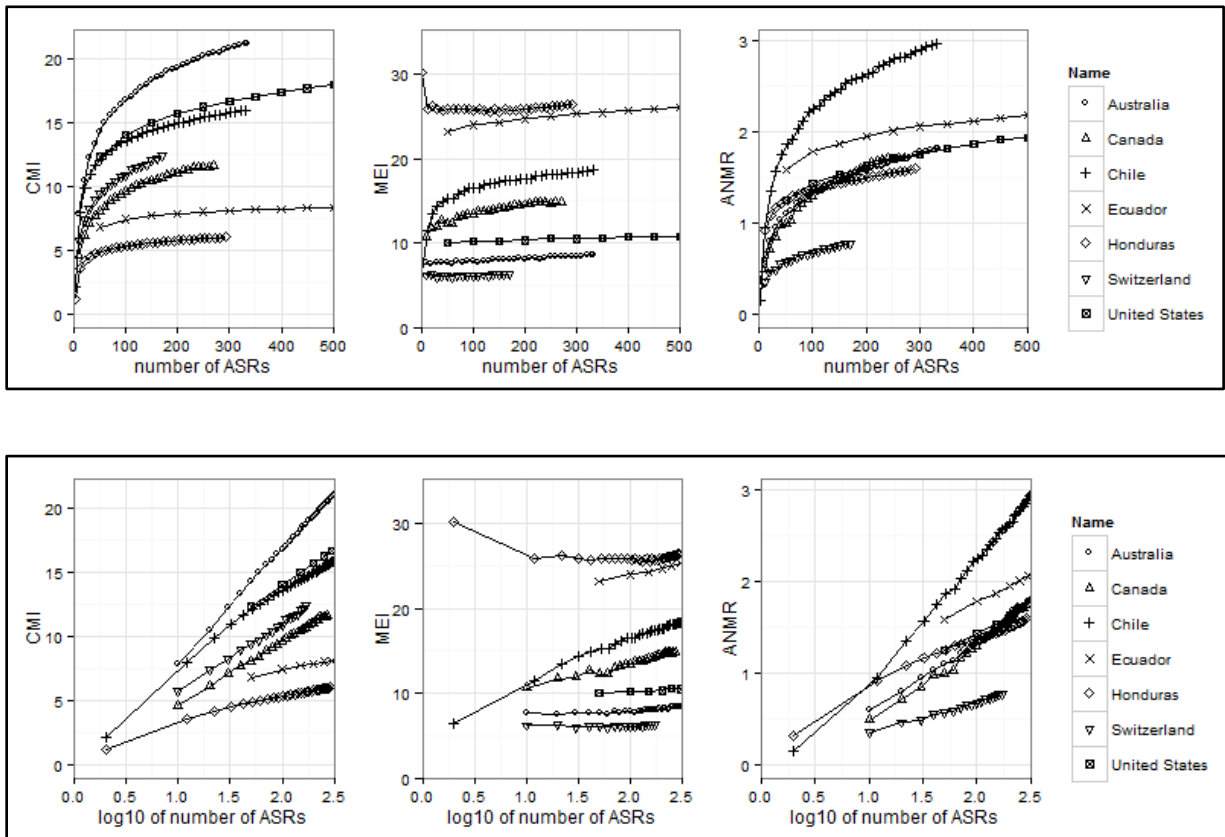 CMI
20
15
10
5
0
0 100 200 300 400 500
number of ASRs
MEI
30
20
10
0
0 100 200 300 400 500
number of ASRs
ANMR
3
2
1
0
0 100 200 300 400 500
number of ASRs
Name
Australia
Canada
Chile
Ecuador
Honduras
Switzerland
United States
CMI
20
15
10
5
0
0.0 0.5 1.0 1.5 2.0 2.5
log10 of number of ASRs
MEI
30
20
10
0
0.0 0.5 1.0 1.5 2.0 2.5
log10 of number of ASRs
ANMR
3
2
1
0
0.0 0.5 1.0 1.5 2.0 2.5
log10 of number of ASRs
Name
Australia
Canada
Chile
Ecuador
Honduras
Switzerland
United States